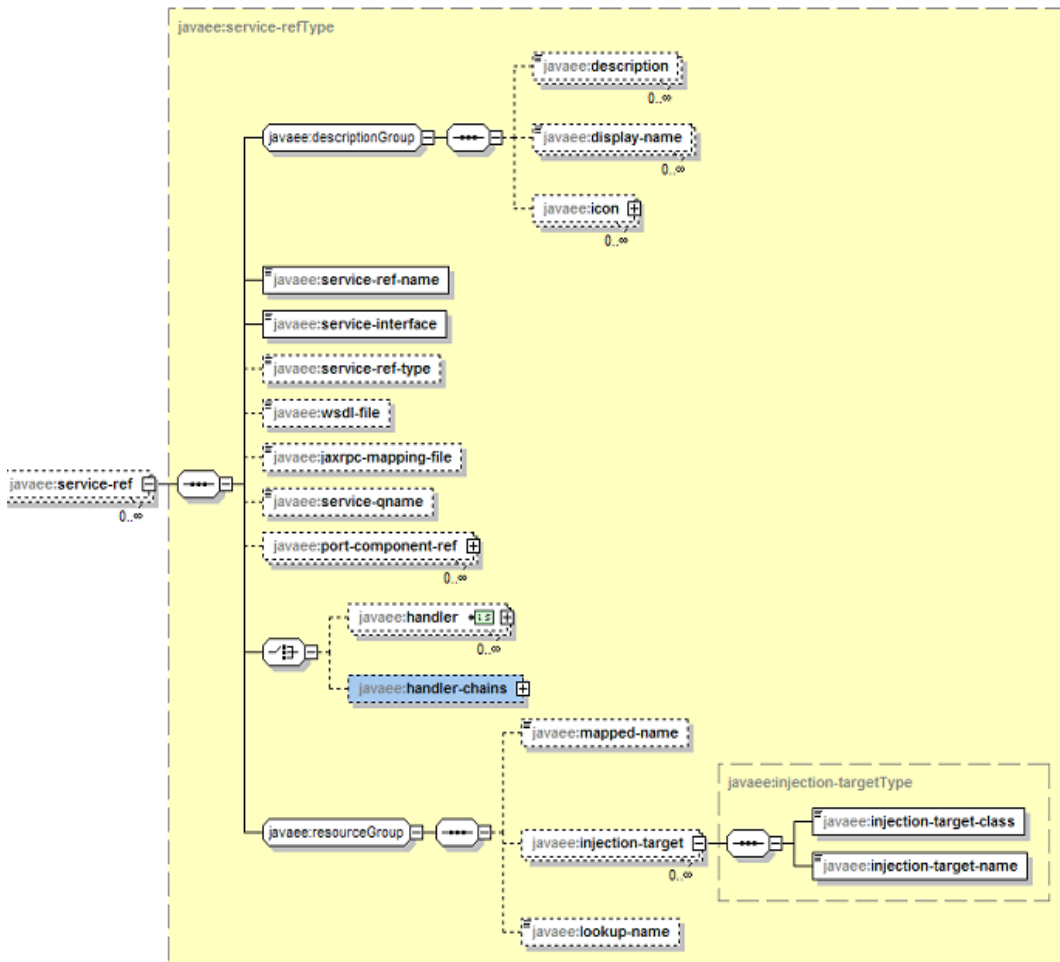 javaee:service-refType
javaee:description
0..∞
javaee:descriptionGroup
javaee:display-name
0..∞
javaee:icon
0..∞
javaee:service-ref-name
javaee:service-interface
javaee:service-ref-type
javaee:wsdl-file
javaee:jaxrpc-mapping-file
javaee:service-ref
0..∞
javaee:service-qname
javaee:port-component-ref
0..∞
javaee:handler
0..∞
javaee:handler-chains
javaee:mapped-name
javaee:injection-targetType
javaee:resourceGroup
javaee:injection-target
0..∞
javaee:injection-target-class
javaee:injection-target-name
javaee:lookup-name